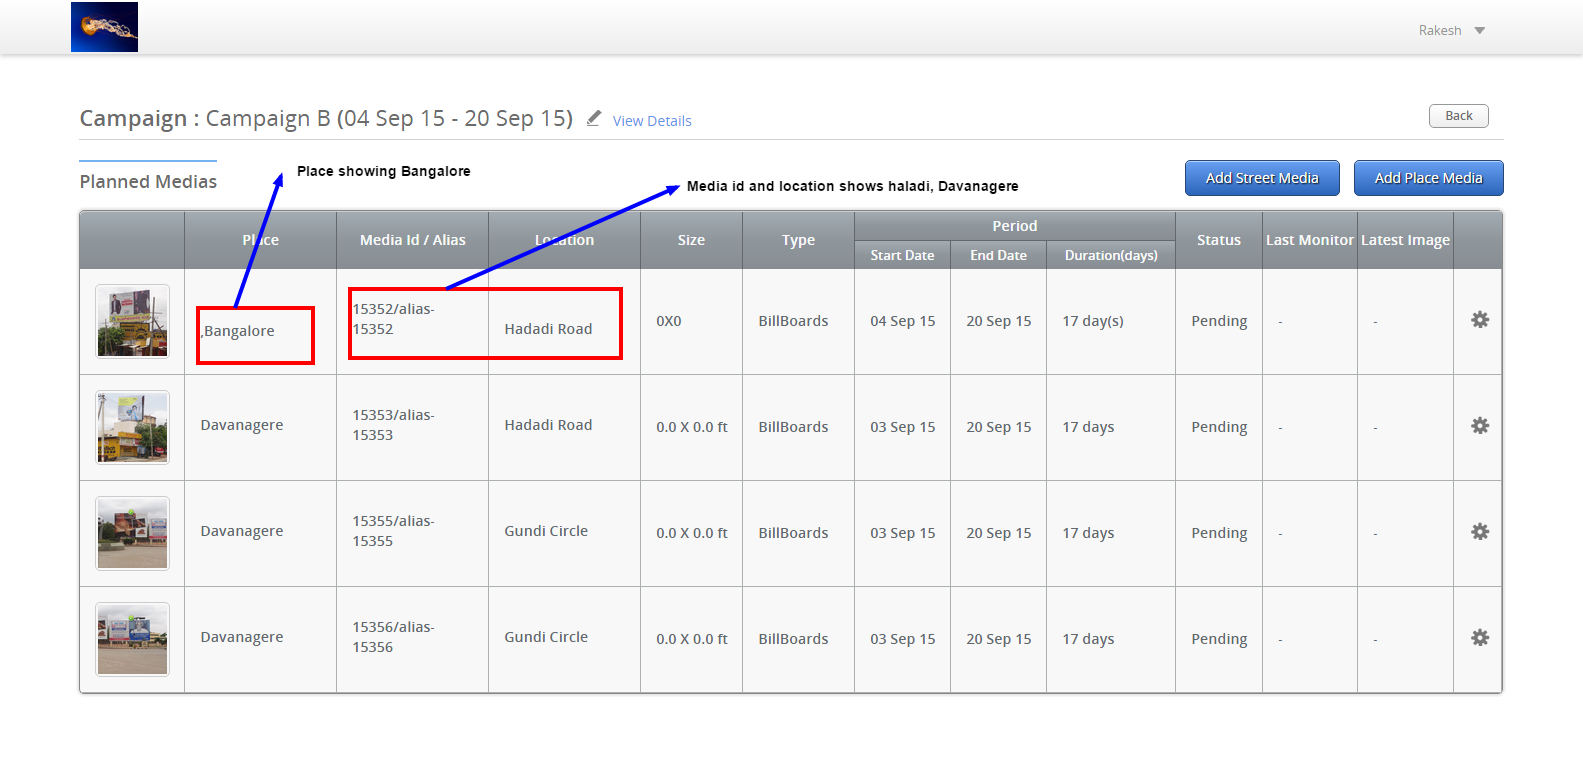 Rakesh
Campaign : Campaign B (04 Sep 15 - 20 Sep 15) View Details
Back
Place showing Bangalore
Media id and location shows haladi, Davanagere
Planned Medias
Add Street Media
Add Place Media
Place Media Id / Alias Location Size Type Period Status Last Monitor Latest Image
Start Date End Date Duration(days)
,Bangalore 15352/alias-
15352 Hadadi Road 0X0 BillBoards 04 Sep 15 20 Sep 15 17 day(s) Pending - -
Davanagere 15353/alias-
15353 Hadadi Road 0.0 X 0.0 ft BillBoards 03 Sep 15 20 Sep 15 17 days Pending - -
Davanagere 15355/alias-
15355 Gundi Circle 0.0 X 0.0 ft BillBoards 03 Sep 15 20 Sep 15 17 days Pending - -
Davanagere 15356/alias-
15356 Gundi Circle 0.0 X 0.0 ft BillBoards 03 Sep 15 20 Sep 15 17 days Pending - -